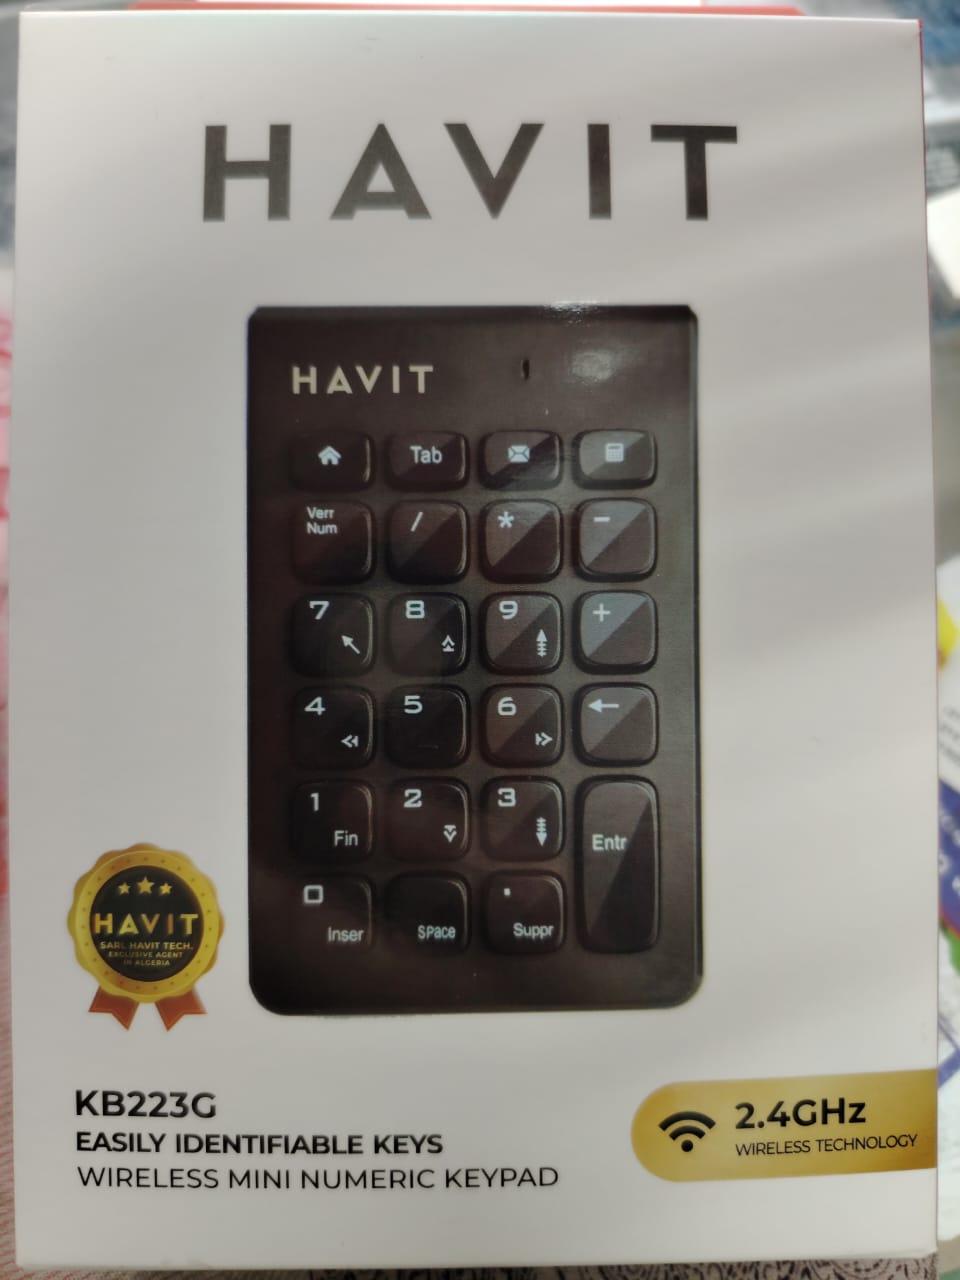 HAVIT
HAVIT
Tab
Verr
Num
/
*
-
7
8
9
+
4
5
6
1
Fin
2
3
Entr
0
Inser
SPace
.
Suppr
HAVIT
SARL HAVIT TECH.
EXCLUSIVE AGENT
IN ALGERIA
KB223G
EASILY IDENTIFIABLE KEYS
WIRELESS MINI NUMERIC KEYPAD
2.4GHz
WIRELESS TECHNOLOGY